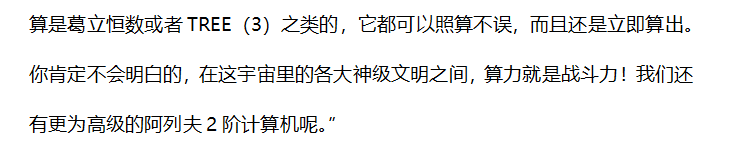 算是葛立恒数或者 TREE（3）之类的，它都可以照算不误，而且还是立即算出。
你肯定不会明白的，在这宇宙里的各大神级文明之间，算力就是战斗力！我们还
有更为高级的阿列夫 2 阶计算机呢。”